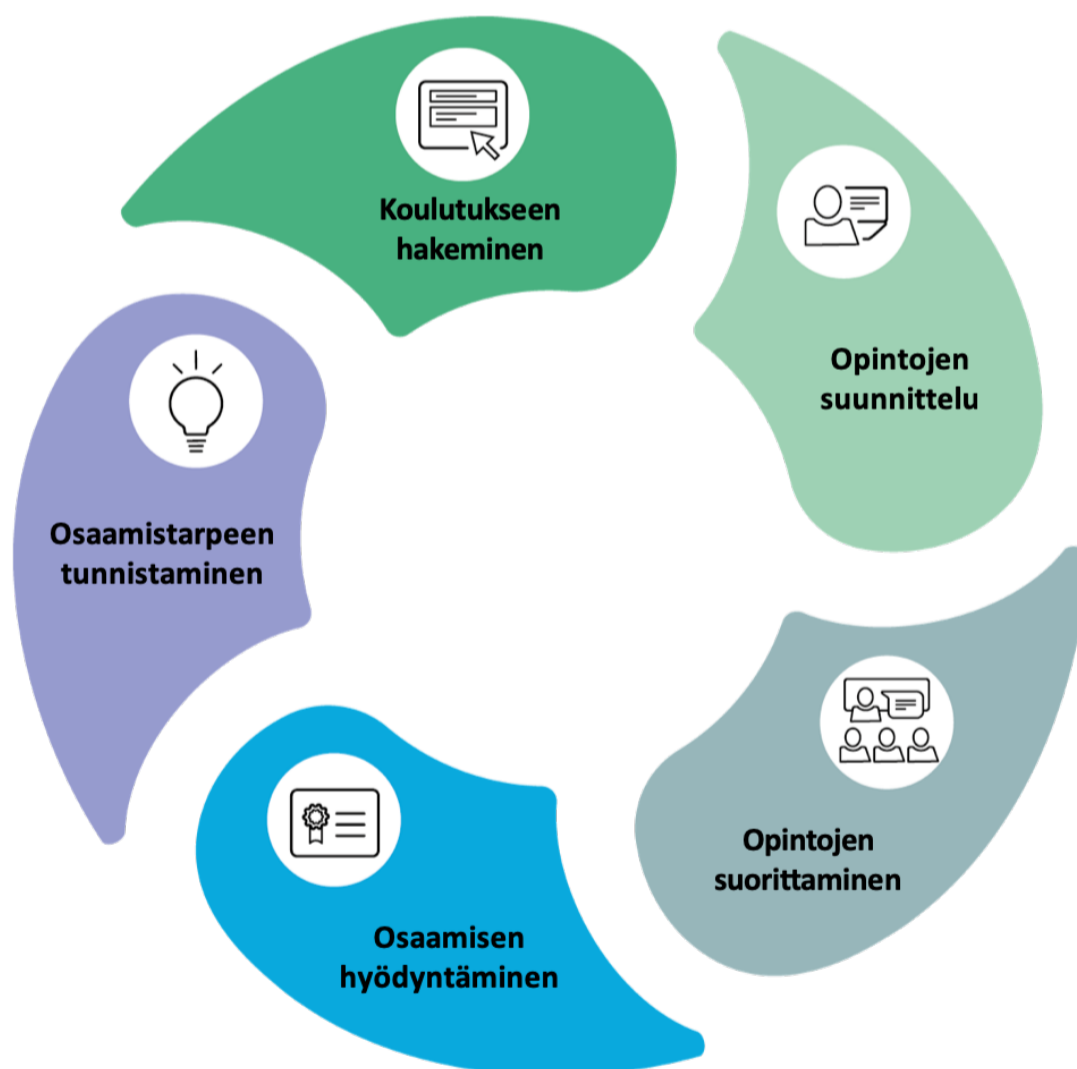 Koulutukseen
hakeminen
Opintojen
suunnittelu
Opintojen
suorittaminen
Osaamisen
hyödyntäminen
Osaamistarpeen
tunnistaminen